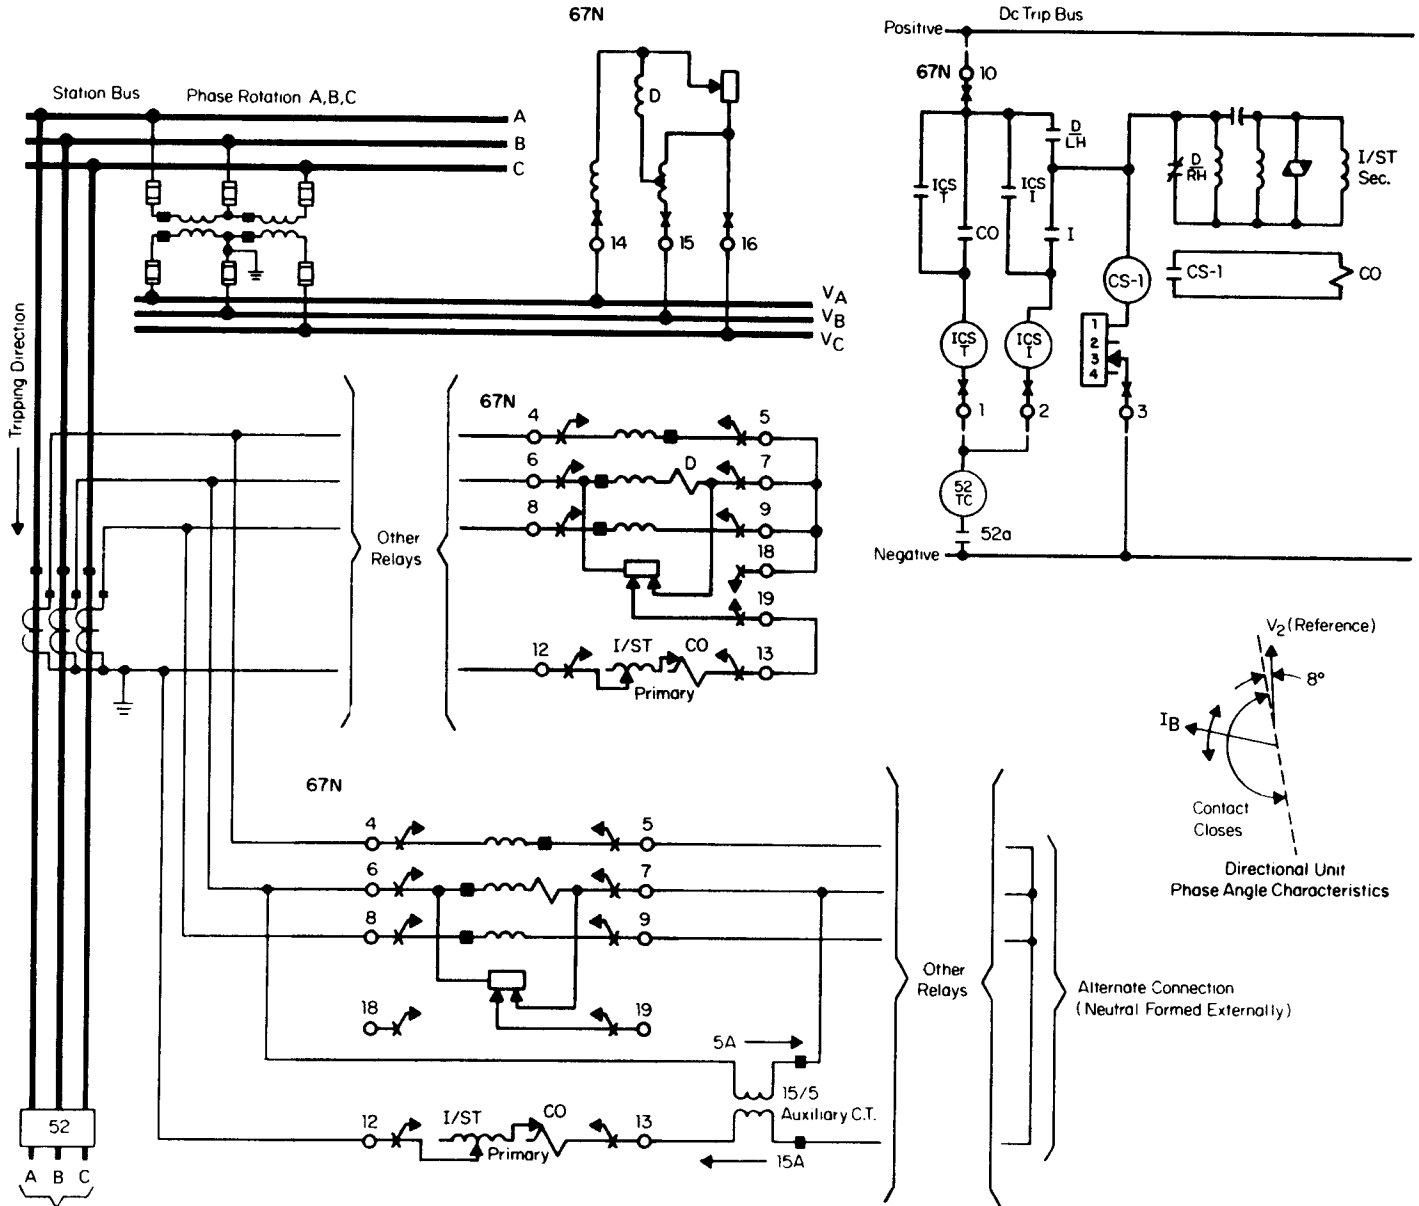 67N
Dc Trip Bus
Positive
67N 10
Station Bus
Phase Rotation A,B,C
A
B
C
D
14
15
16
VA
VB
VC
D
LH
ICS
T
ICS
I
CO
I
D
RH
I/ST
Sec.
CS-1
CS-1
CO
ICS
T
ICS
I
1
2
3
4
1
2
3
52
TC
52a
Negative
Tripping Direction
Other
Relays
67N
4
5
6
D
7
8
9
18
19
12
I/ST
CO
13
Primary
V2 (Reference)
8°
IB
Contact
Closes
Directional Unit
Phase Angle Characteristics
67N
4
5
6
7
8
9
18
19
5A
15/5
Auxiliary C.T.
12
I/ST
CO
13
Primary
15A
Other
Relays
Alternate Connection
(Neutral Formed Externally)
52
A B C